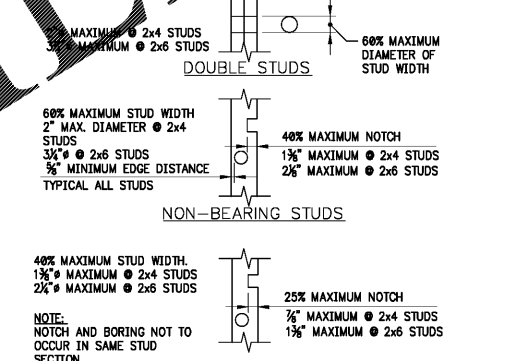 2"ø MAXIMUM @ 2x4 STUDS
MAXIMUM @ 2x6 STUDS
60% MAXIMUM
DIAMETER OF
STUD WIDTH
DOUBLE STUDS
60% MAXIMUM STUD WIDTH
2" MAX. DIAMETER @ 2x4
STUDS
3¼"ø @ 2x6 STUDS
⅝" MINIMUM EDGE DISTANCE
TYPICAL ALL STUDS
40% MAXIMUM NOTCH
1⅜" MAXIMUM @ 2x4 STUDS
2⅛" MAXIMUM @ 2x6 STUDS
NON-BEARING STUDS
40% MAXIMUM STUD WIDTH.
1⅜"ø MAXIMUM @ 2x4 STUDS
2¼"ø MAXIMUM @ 2x6 STUDS
25% MAXIMUM NOTCH
⅞" MAXIMUM @ 2x4 STUDS
1⅜" MAXIMUM @ 2x6 STUDS
NOTE:
NOTCH AND BORING NOT TO
OCCUR IN SAME STUD
SECTION